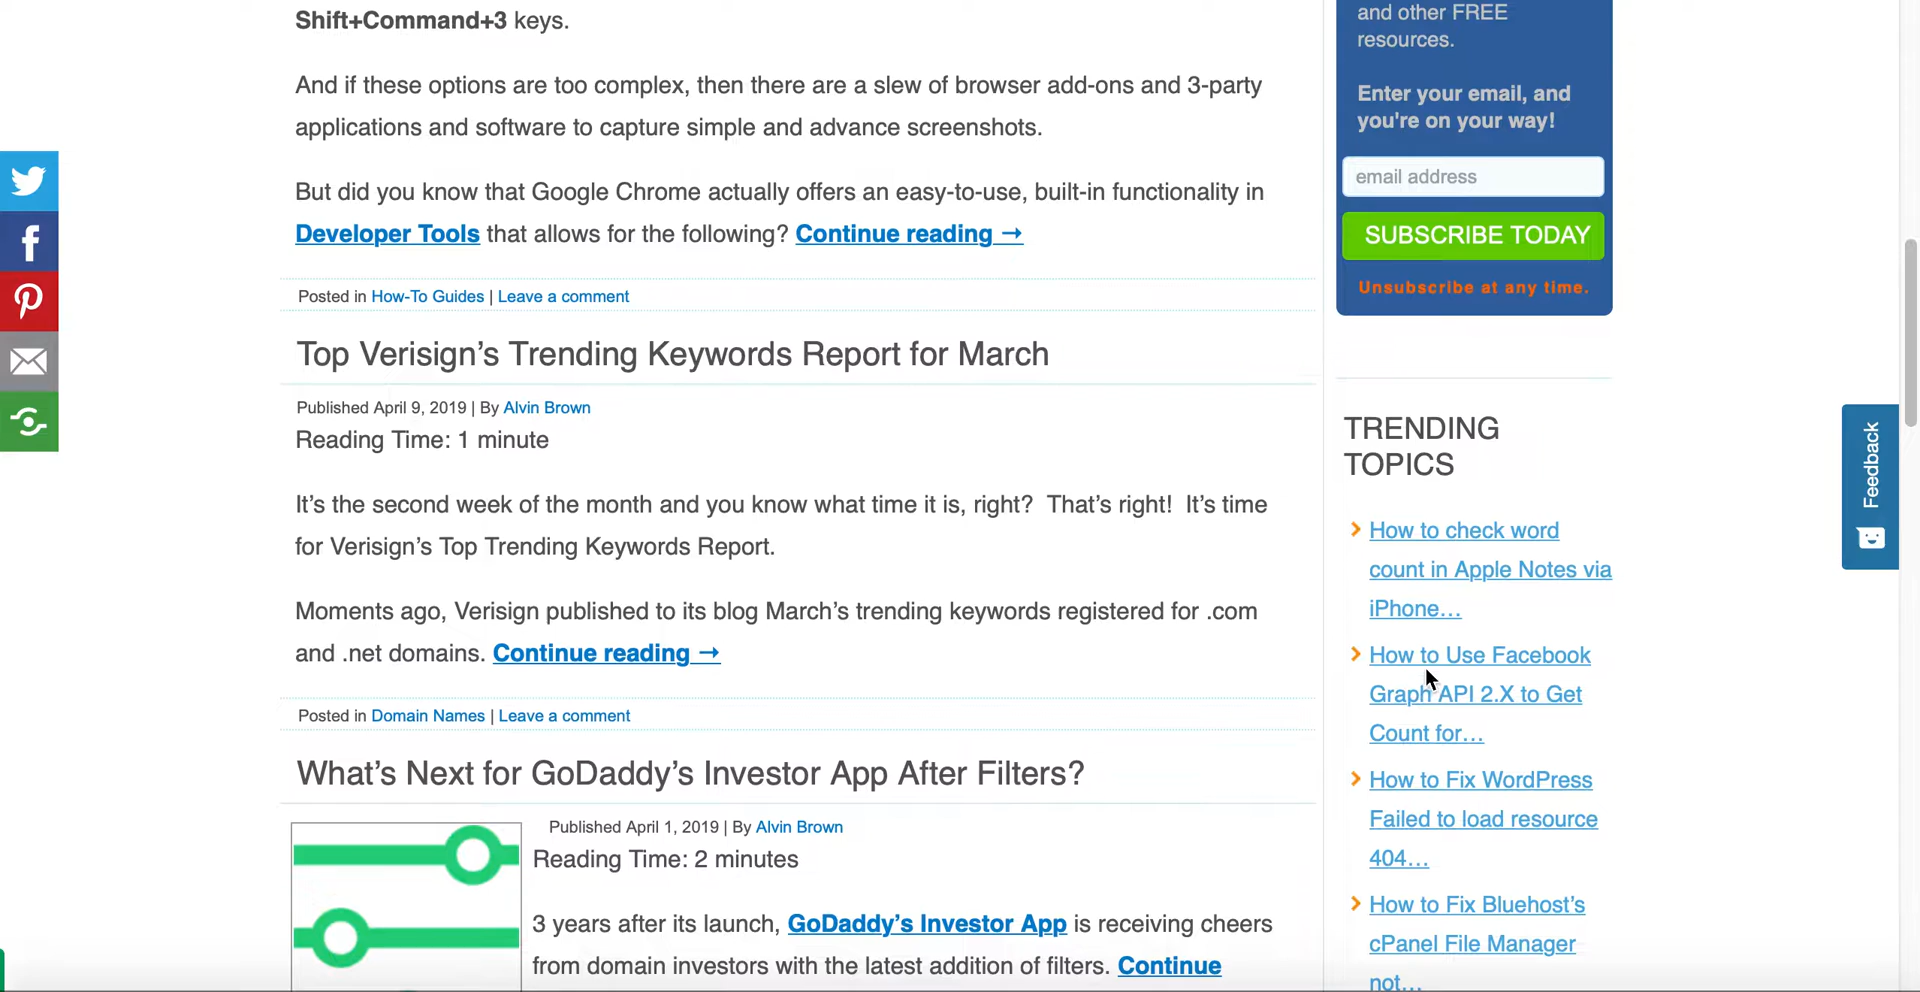 Shift+Command+3 keys.
And if these options are too complex, then there are a slew of browser add-ons and 3-party
applications and software to capture simple and advance screenshots.
But did you know that Google Chrome actually offers an easy-to-use, built-in functionality in
Developer Tools that allows for the following? Continue reading →
Posted in How-To Guides | Leave a comment
Top Verisign’s Trending Keywords Report for March
Published April 9, 2019 | By Alvin Brown
Reading Time: 1 minute
It’s the second week of the month and you know what time it is, right?  That’s right!  It’s time
for Verisign’s Top Trending Keywords Report.
Moments ago, Verisign published to its blog March’s trending keywords registered for .com
and .net domains. Continue reading →
Posted in Domain Names | Leave a comment
What’s Next for GoDaddy’s Investor App After Filters?
Published April 1, 2019 | By Alvin Brown
Reading Time: 2 minutes
3 years after its launch, GoDaddy’s Investor App is receiving cheers
from domain investors with the latest addition of filters. Continue
and other FREE
resources.
Enter your email, and
you're on your way!
email address
SUBSCRIBE TODAY
Unsubscribe at any time.
TRENDING
TOPICS
How to check word
count in Apple Notes via
iPhone…
How to Use Facebook
Graph API 2.X to Get
Count for…
How to Fix WordPress
Failed to load resource
404…
How to Fix Bluehost’s
cPanel File Manager
not…
Feedback